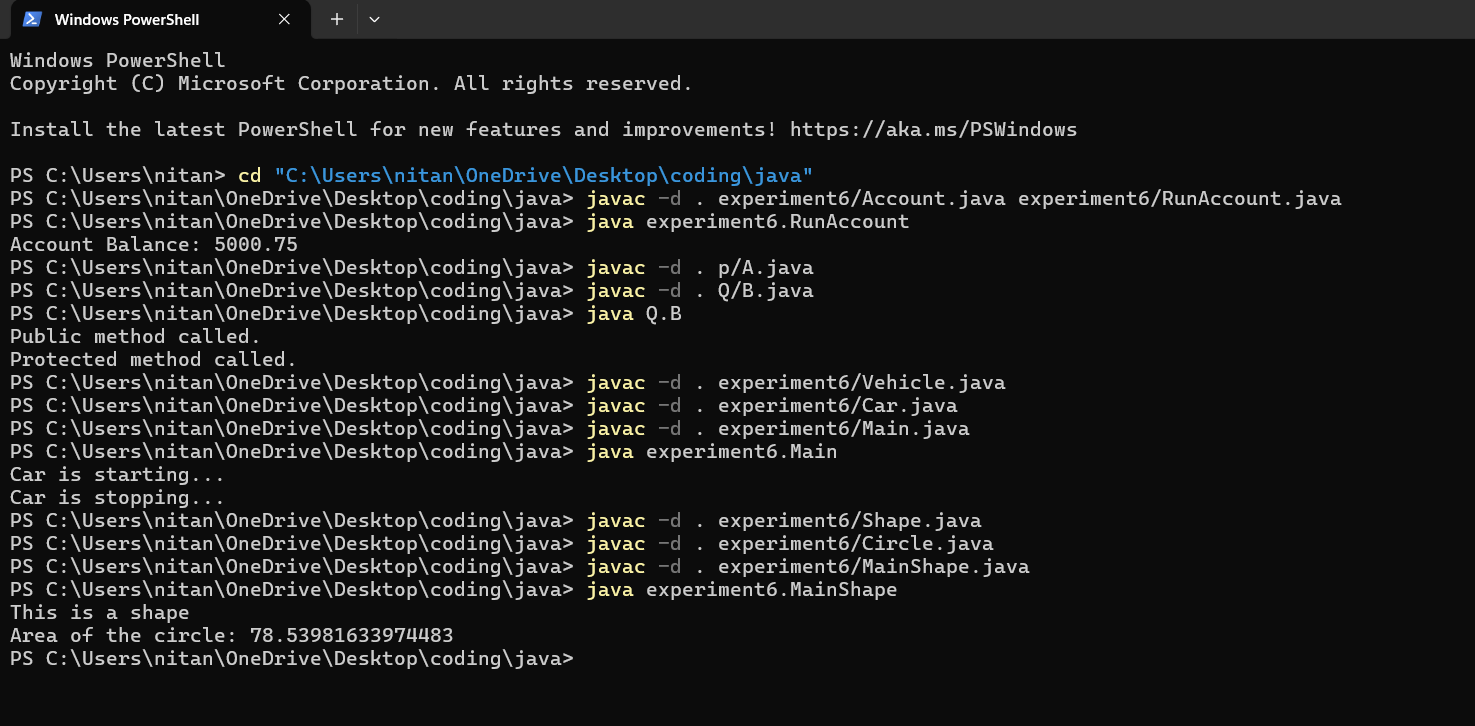 Windows PowerShell
Windows PowerShell
Copyright (C) Microsoft Corporation. All rights reserved.
Install the latest PowerShell for new features and improvements! https://aka.ms/PSWindows
PS C:\Users\nitan> cd "C:\Users\nitan\OneDrive\Desktop\coding\java"
PS C:\Users\nitan\OneDrive\Desktop\coding\java> javac -d . experiment6/Account.java experiment6/RunAccount.java
PS C:\Users\nitan\OneDrive\Desktop\coding\java> java experiment6.RunAccount
Account Balance: 5000.75
PS C:\Users\nitan\OneDrive\Desktop\coding\java> javac -d . p/A.java
PS C:\Users\nitan\OneDrive\Desktop\coding\java> javac -d . Q/B.java
PS C:\Users\nitan\OneDrive\Desktop\coding\java> java Q.B
Public method called.
Protected method called.
PS C:\Users\nitan\OneDrive\Desktop\coding\java> javac -d . experiment6/Vehicle.java
PS C:\Users\nitan\OneDrive\Desktop\coding\java> javac -d . experiment6/Car.java
PS C:\Users\nitan\OneDrive\Desktop\coding\java> javac -d . experiment6/Main.java
PS C:\Users\nitan\OneDrive\Desktop\coding\java> java experiment6.Main
Car is starting...
Car is stopping...
PS C:\Users\nitan\OneDrive\Desktop\coding\java> javac -d . experiment6/Shape.java
PS C:\Users\nitan\OneDrive\Desktop\coding\java> javac -d . experiment6/Circle.java
PS C:\Users\nitan\OneDrive\Desktop\coding\java> javac -d . experiment6/MainShape.java
PS C:\Users\nitan\OneDrive\Desktop\coding\java> java experiment6.MainShape
This is a shape
Area of the circle: 78.53981633974483
PS C:\Users\nitan\OneDrive\Desktop\coding\java>